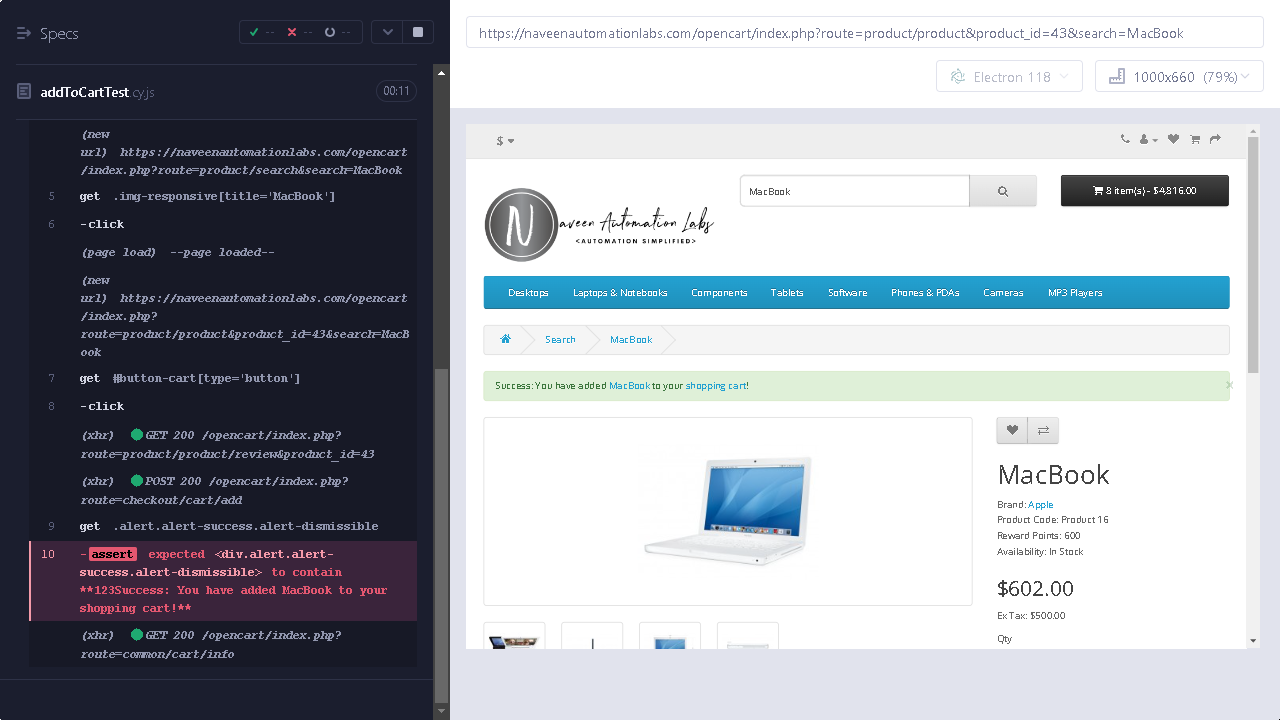 Specs
-- -- --
addToCartTest cy.js 00:11
(new
url) https://naveenautomationlabs.com/opencart
/index.php?route=product/search&search=MacBook
5 get .img-responsive[title='MacBook']
6 -click
(page load) --page loaded--
(new
url) https://naveenautomationlabs.com/opencart
/index.php?
route=product/product&product_id=43&search=MacB
ook
7 get #button-cart[type='button']
8 -click
(xhr) GET 200 /opencart/index.php?
route=product/product/review&product_id=43
(xhr) POST 200 /opencart/index.php?
route=checkout/cart/add
9 get .alert.alert-success.alert-dismissible
10 -assert expected <div.alert.alert-
success.alert-dismissible> to contain
**123Success: You have added MacBook to your
shopping cart!**
(xhr) GET 200 /opencart/index.php?
route=common/cart/info
https://naveenautomationlabs.com/opencart/index.php?route=product/product&product_id=43&search=MacBook
Electron 118
1000x660 (79%)
$
N
aveen Automation Labs
<AUTOMATION SIMPLIFIED>
MacBook
8 item(s) - $4,816.00
Desktops Laptops & Notebooks Components Tablets Software Phones & PDAs Cameras MP3 Players
Search MacBook
Success: You have added MacBook to your shopping cart! ×
MacBook
Brand: Apple
Product Code: Product 16
Reward Points: 600
Availability: In Stock
$602.00
Ex Tax: $500.00
Qty